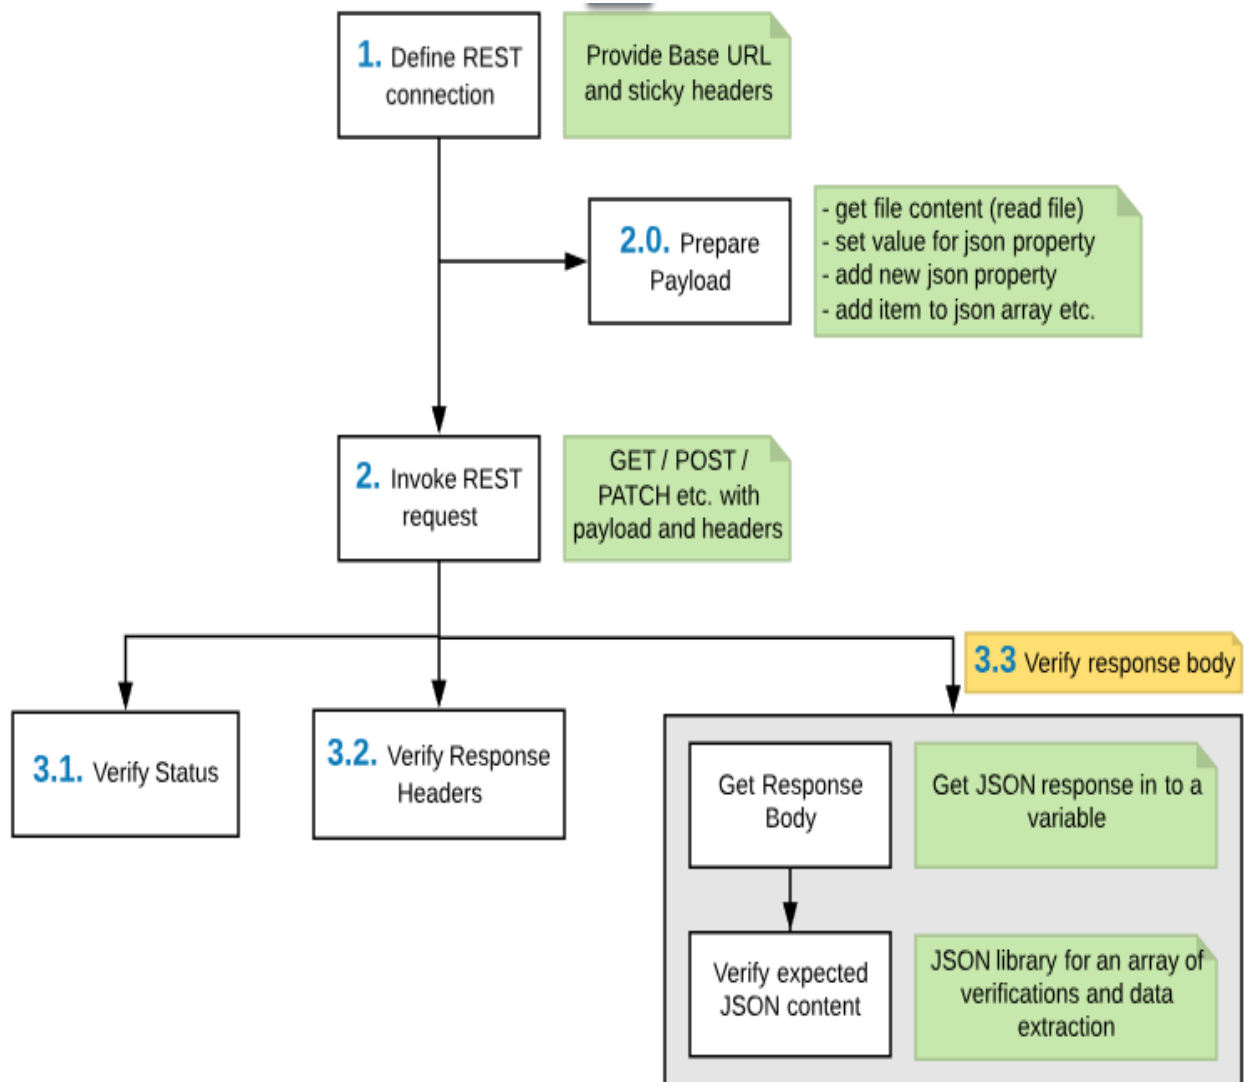 1. Define REST
connection
Provide Base URL
and sticky headers
2.0. Prepare
Payload
- get file content (read file)
- set value for json property
- add new json property
- add item to json array etc.
2. Invoke REST
request
GET / POST /
PATCH etc. with
payload and headers
3.1. Verify Status
3.2. Verify Response
Headers
3.3 Verify response body
Get Response
Body
Get JSON response in to a
variable
Verify expected
JSON content
JSON library for an array of
verifications and data
extraction